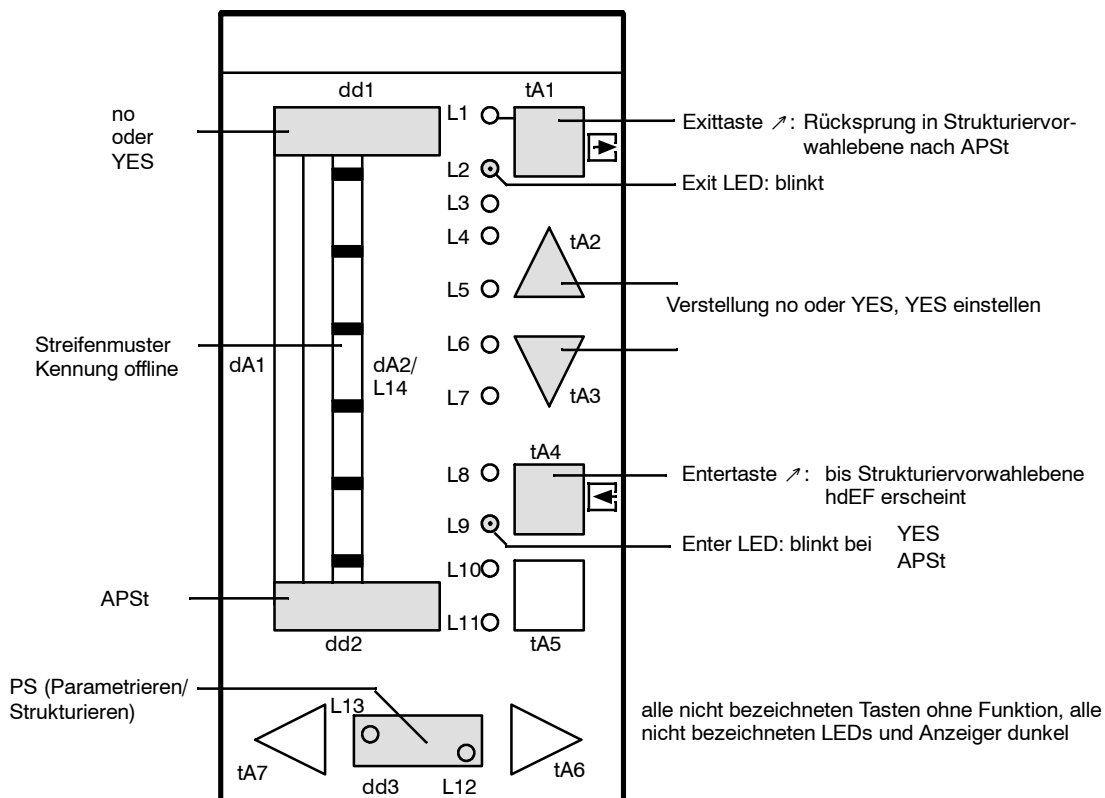 dd1
tA1
no
oder
YES
L1
Exittaste ↗: Rücksprung in Strukturiervor-
wahlebene nach APSt
L2
Exit LED: blinkt
L3
L4
tA2
L5
Verstellung no oder YES, YES einstellen
Streifenmuster
Kennung offline
dA1
dA2/
L14
L6
L7
tA3
tA4
L8
Entertaste ↗: bis Strukturiervorwahlebene
hdEF erscheint
L9
Enter LED: blinkt bei YES
APSt
L10
APSt
L11
dd2
tA5
PS (Parametrieren/
Strukturieren)
L13
alle nicht bezeichneten Tasten ohne Funktion, alle
nicht bezeichneten LEDs und Anzeiger dunkel
tA7
dd3
L12
tA6